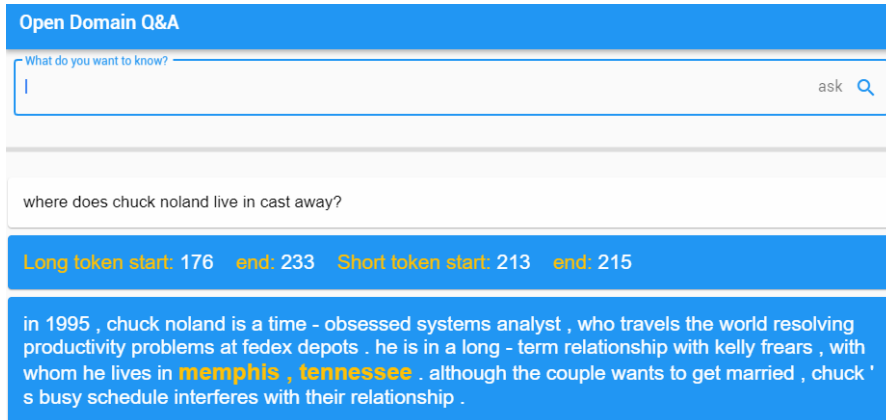 Open Domain Q&A
What do you want to know?
ask
where does chuck noland live in cast away?
Long token start: 176 end: 233 Short token start: 213 end: 215
in 1995 , chuck noland is a time - obsessed systems analyst , who travels the world resolving
productivity problems at fedex depots . he is in a long - term relationship with kelly frears , with
whom he lives in memphis , tennessee . although the couple wants to get married , chuck '
s busy schedule interferes with their relationship .